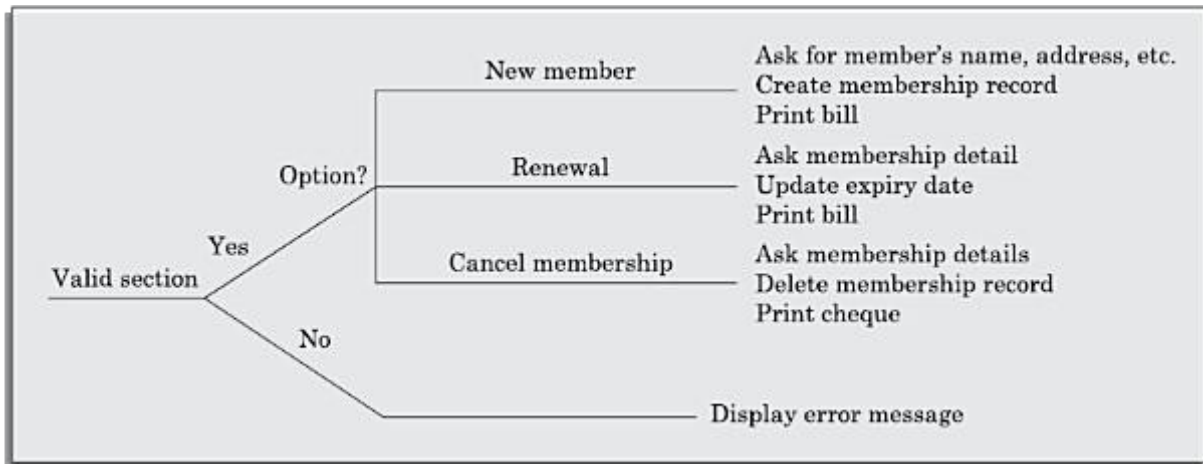 New member
Ask for member's name, address, etc.
Create membership record
Print bill
Option?
Renewal
Ask membership detail
Update expiry date
Print bill
Yes
Cancel membership
Ask membership details
Delete membership record
Print cheque
Valid section
No
Display error message